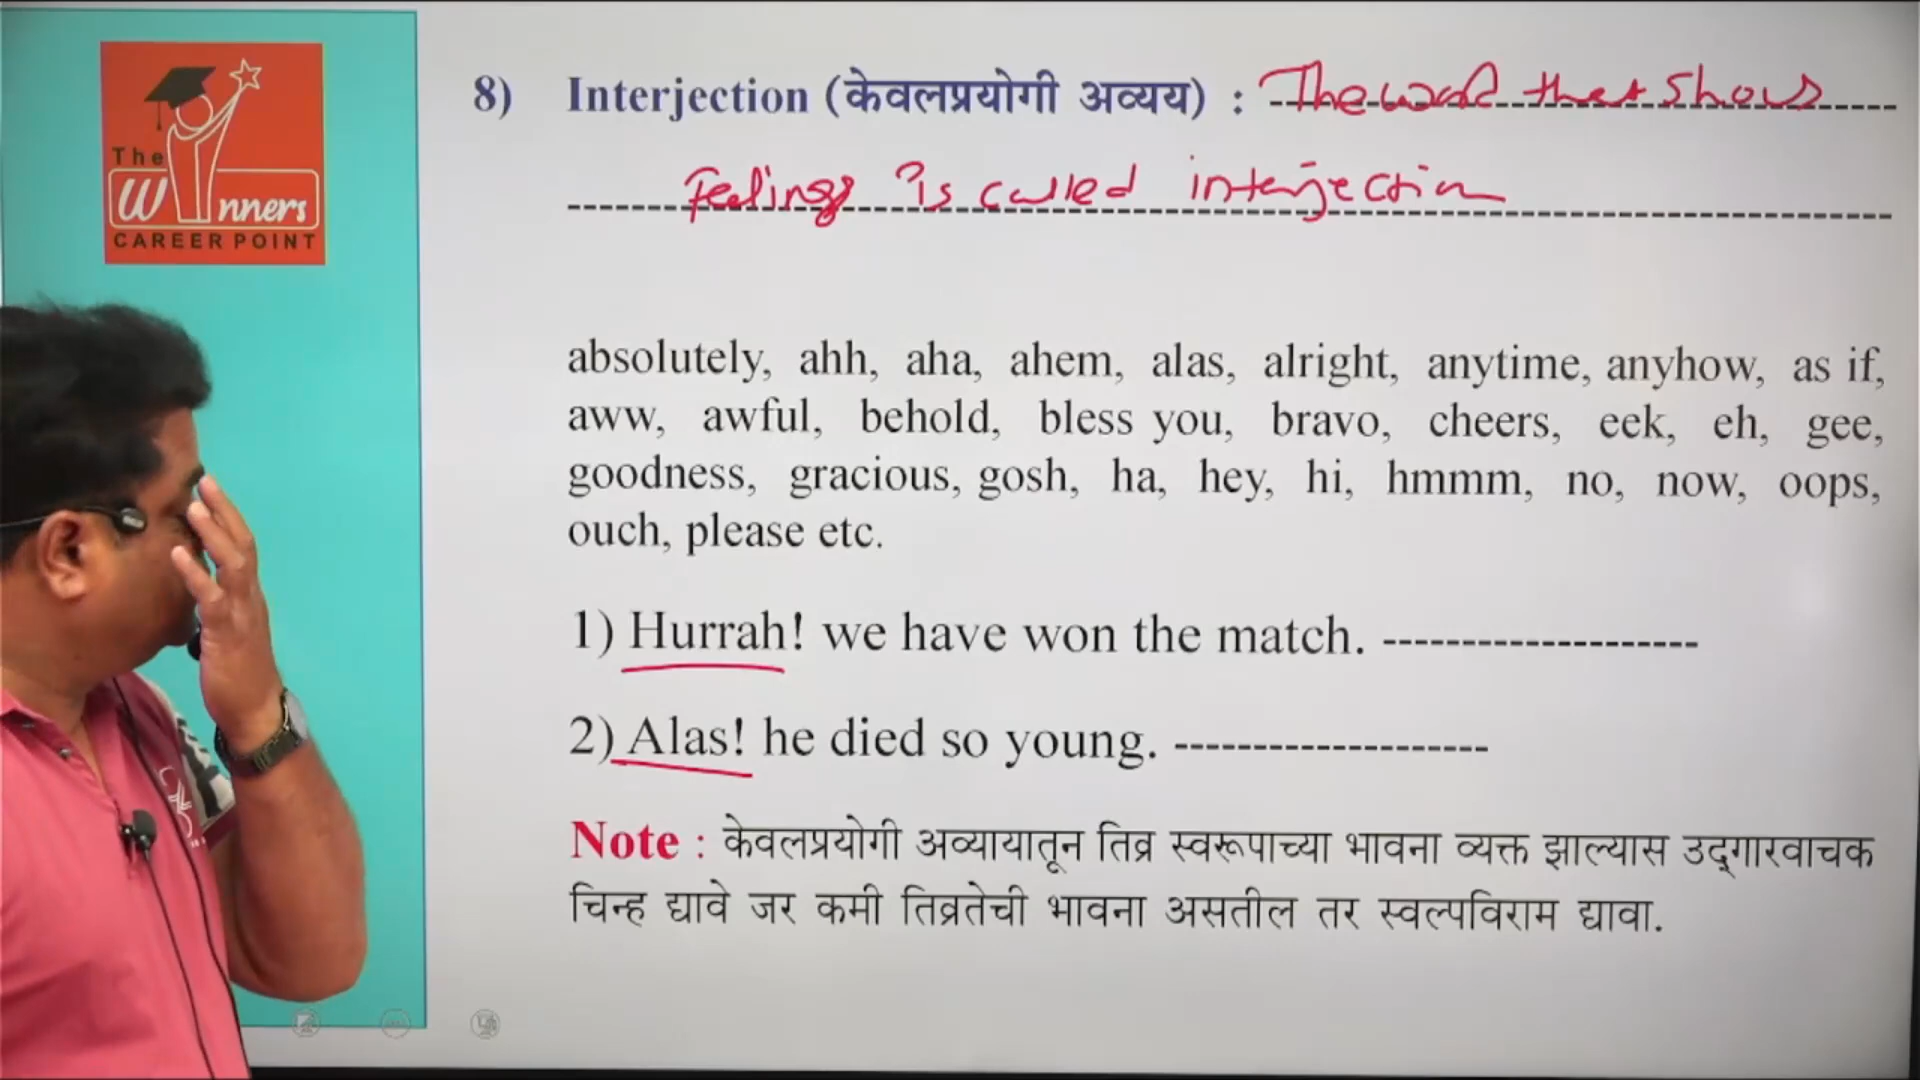 The
Winners
CAREER POINT
8) Interjection (केवलप्रयोगी अव्यय) : The word that shows
Feelings is called interjection
absolutely, ahh, aha, ahem, alas, alright, anytime, anyhow, as if,
aww, awful, behold, bless you, bravo, cheers, eek, eh, gee,
goodness, gracious, gosh, ha, hey, hi, hmmm, no, now, oops,
ouch, please etc.
1) Hurrah! we have won the match. --------------------
2) Alas! he died so young. --------------------
Note : केवलप्रयोगी अव्यायातून तिव्र स्वरूपाच्या भावना व्यक्त झाल्यास उद्‌गारवाचक
चिन्ह द्यावे जर कमी तिव्रतेची भावना असतील तर स्वल्पविराम द्यावा.